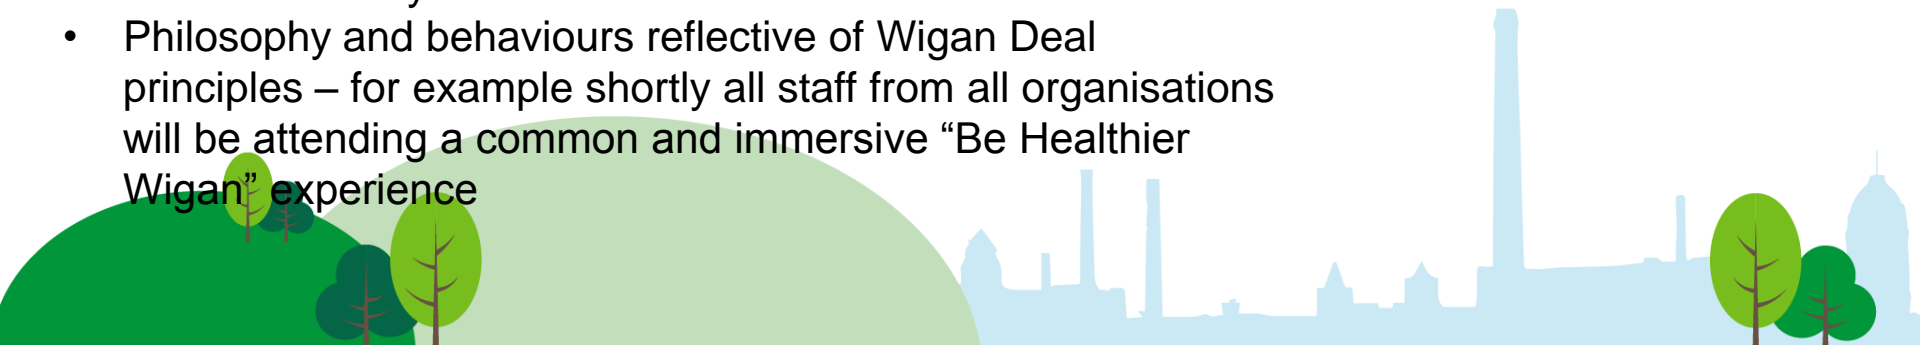 • Philosophy and behaviours reflective of Wigan Deal
principles – for example shortly all staff from all organisations
will be attending a common and immersive “Be Healthier
Wigan” experience